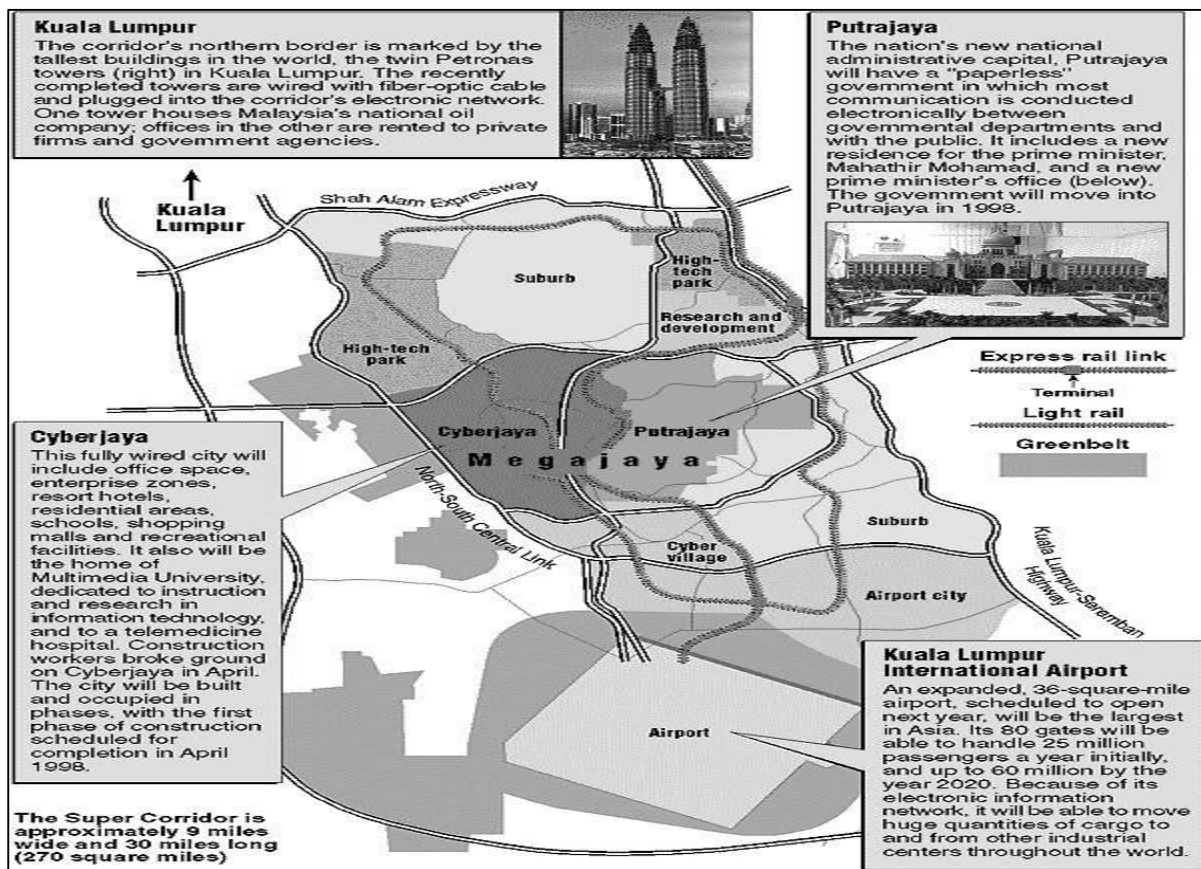 Kuala Lumpur
The corridor's northern border is marked by the
tallest buildings in the world, the twin Petronas
towers (right) in Kuala Lumpur. The recently
completed towers are wired with fiber-optic cable
and plugged into the corridor's electronic network.
One tower houses Malaysia's national oil
company; offices in the other are rented to private
firms and government agencies.
Putrajaya
The nation's new national
administrative capital, Putrajaya
will have a "paperless"
government in which most
communication is conducted
electronically between
governmental departments and
with the public. It includes a new
residence for the prime minister,
Mahathir Mohamad, and a new
prime minister's office (below).
The government will move into
Putrajaya in 1998.
Kuala
Lumpur
Shah Alam Expressway
Suburb
High-
tech
park
Research and
development
High-tech
park
Express rail link
Terminal
Light rail
Greenbelt
Cyberjaya
Putrajaya
Megajaya
North-South Central Link
Suburb
Cyber
village
Airport city
Kuala Lumpur-Seramban
Highway
Airport
Cyberjaya
This fully wired city will
include office space,
enterprise zones,
resort hotels,
residential areas,
schools, shopping
malls and recreational
facilities. It also will be
the home of
Multimedia University,
dedicated to instruction
and research in
information technology,
and to a telemedicine
hospital. Construction
workers broke ground
on Cyberjaya in April.
The city will be built
and occupied in
phases, with the first
phase of construction
scheduled for
completion in April
1998.
Kuala Lumpur
International Airport
An expanded, 36-square-mile
airport, scheduled to open
next year, will be the largest
in Asia. Its 80 gates will be
able to handle 25 million
passengers a year initially,
and up to 60 million by the
year 2020. Because of its
electronic information
network, it will be able to move
huge quantities of cargo to
and from other industrial
centers throughout the world.
The Super Corridor is
approximately 9 miles
wide and 30 miles long
(270 square miles)